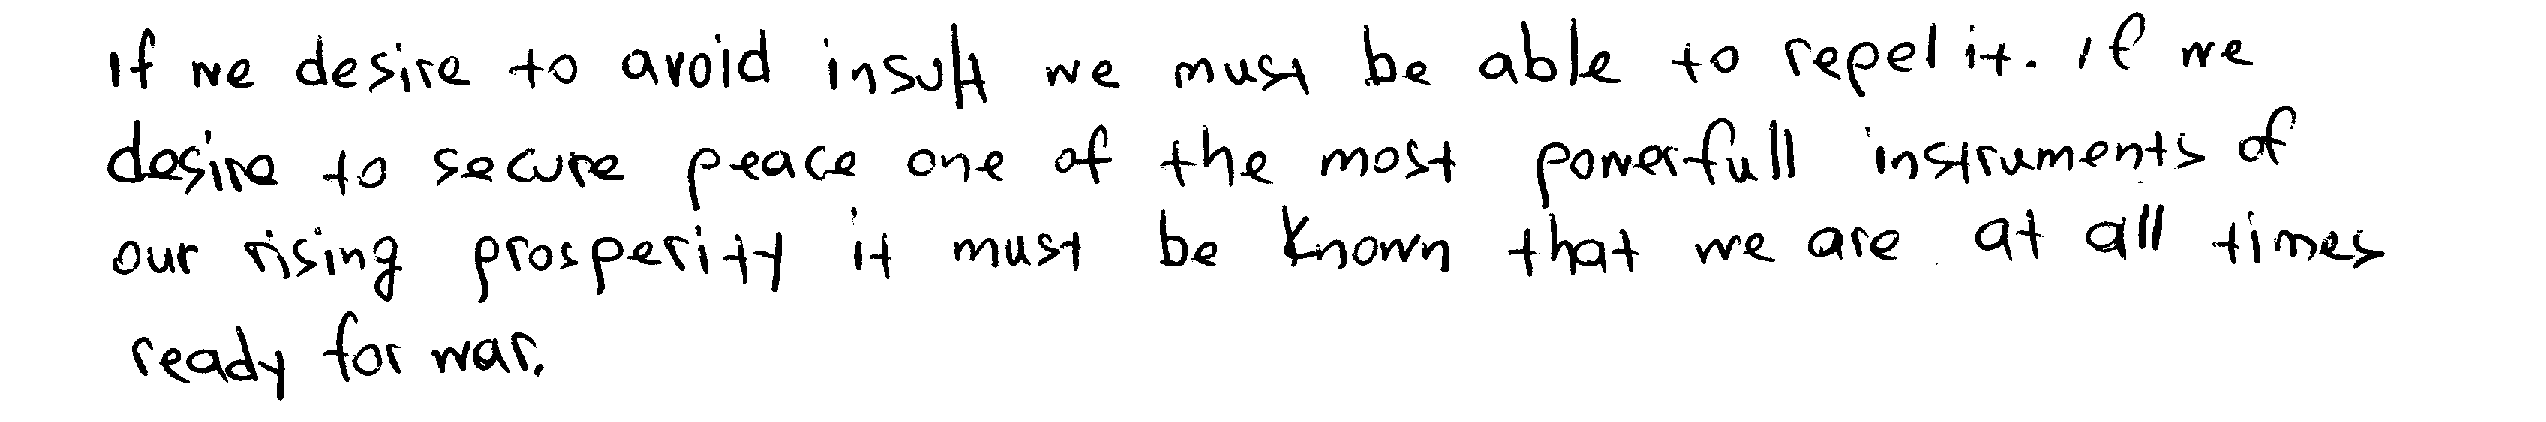 If we desire to avoid insult we must be able to repel it. If we
desire to secure peace one of the most powerfull instruments of
our rising prosperity it must be known that we are at all times
ready for war.